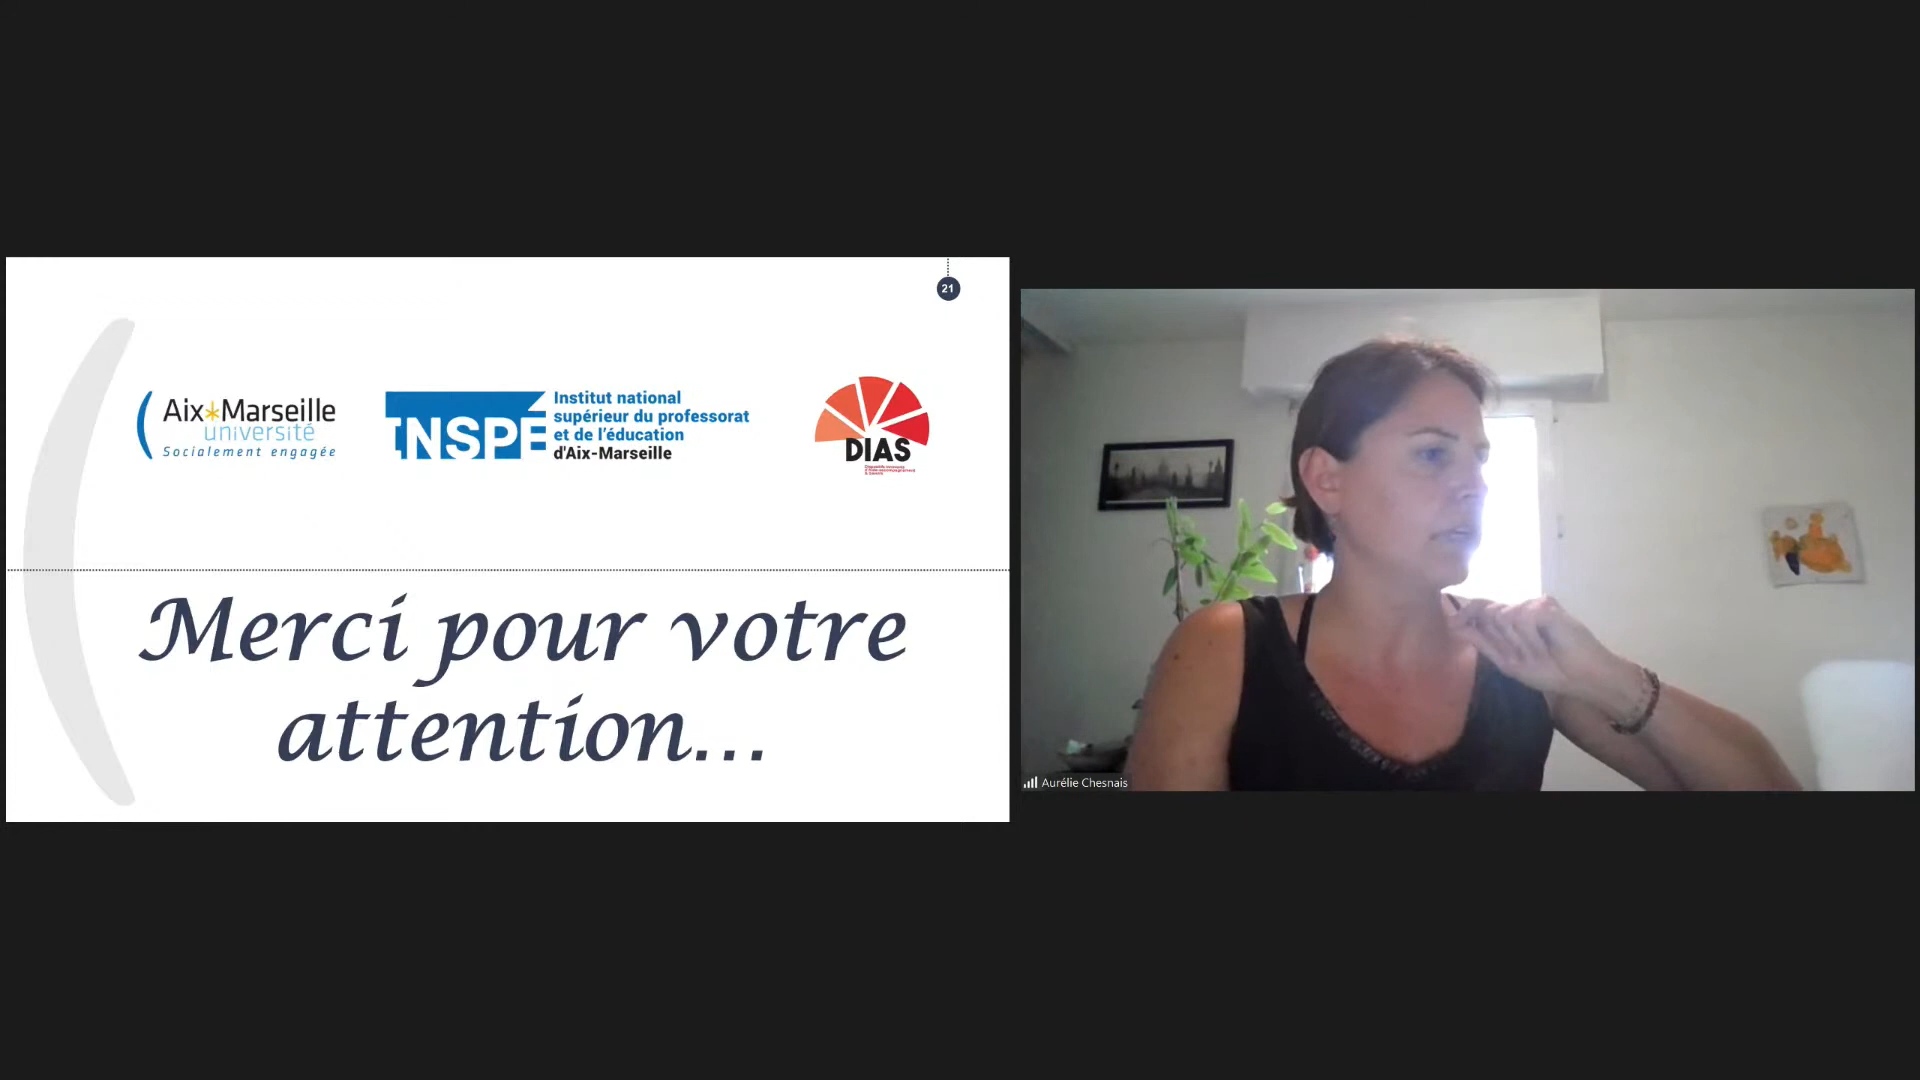 21
Aix*Marseille
université
Socialement engagée
INSPÉ
Institut national
supérieur du professorat
et de l'éducation
d'Aix-Marseille
DIAS
Merci pour votre
attention...
Aurélie Chesnais